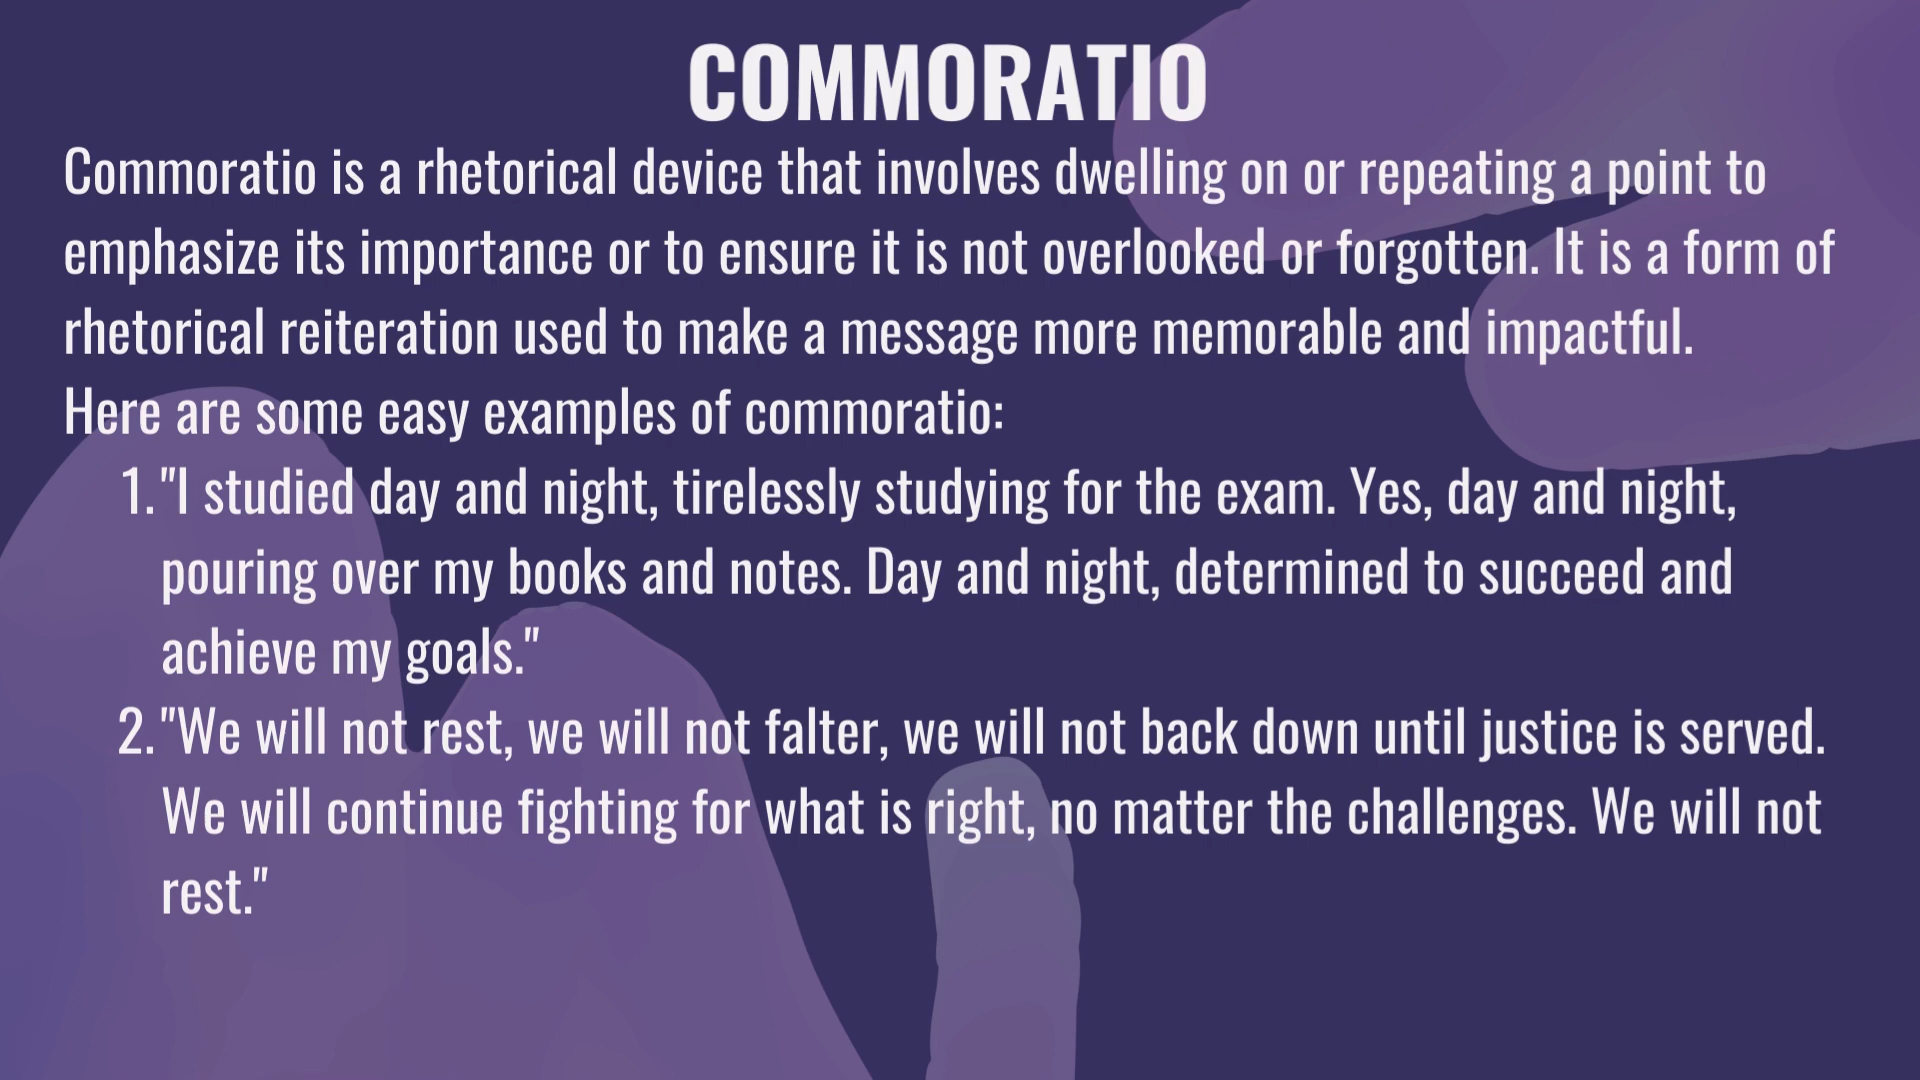 COMMORATIO
Commoratio is a rhetorical device that involves dwelling on or repeating a point to
emphasize its importance or to ensure it is not overlooked or forgotten. It is a form of
rhetorical reiteration used to make a message more memorable and impactful.
Here are some easy examples of commoratio:
1. "I studied day and night, tirelessly studying for the exam. Yes, day and night,
pouring over my books and notes. Day and night, determined to succeed and
achieve my goals."
2. "We will not rest, we will not falter, we will not back down until justice is served.
We will continue fighting for what is right, no matter the challenges. We will not
rest."